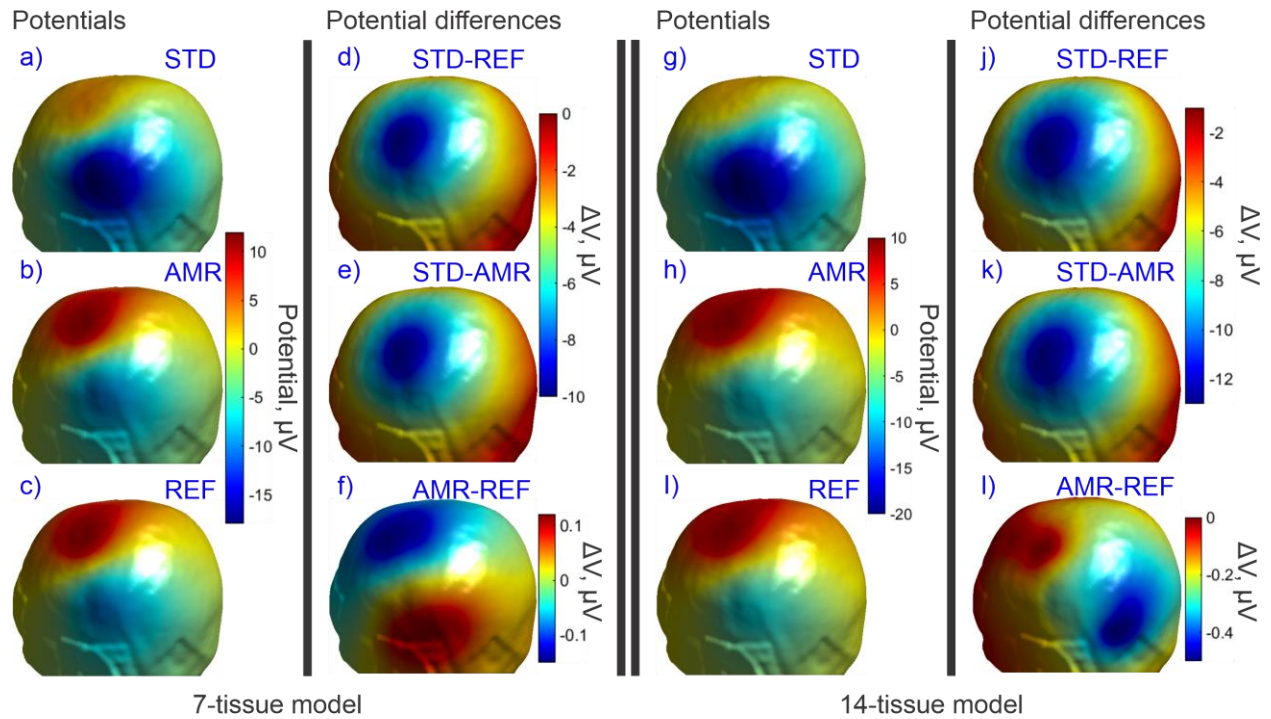 Potentials
Potential differences
Potentials
Potential differences
a) STD
d) STD-REF
g) STD
j) STD-REF
0
-2
-4
-6
-8
-10
ΔV, µV
-2
-4
-6
-8
-10
-12
ΔV, µV
b) AMR
e) STD-AMR
h) AMR
k) STD-AMR
10
5
0
-5
-10
-15
Potential, µV
10
5
0
-5
-10
-15
-20
Potential, µV
c) REF
f) AMR-REF
l) REF
l) AMR-REF
0.1
0
-0.1
ΔV, µV
0
-0.2
-0.4
ΔV, µV
7-tissue model
14-tissue model